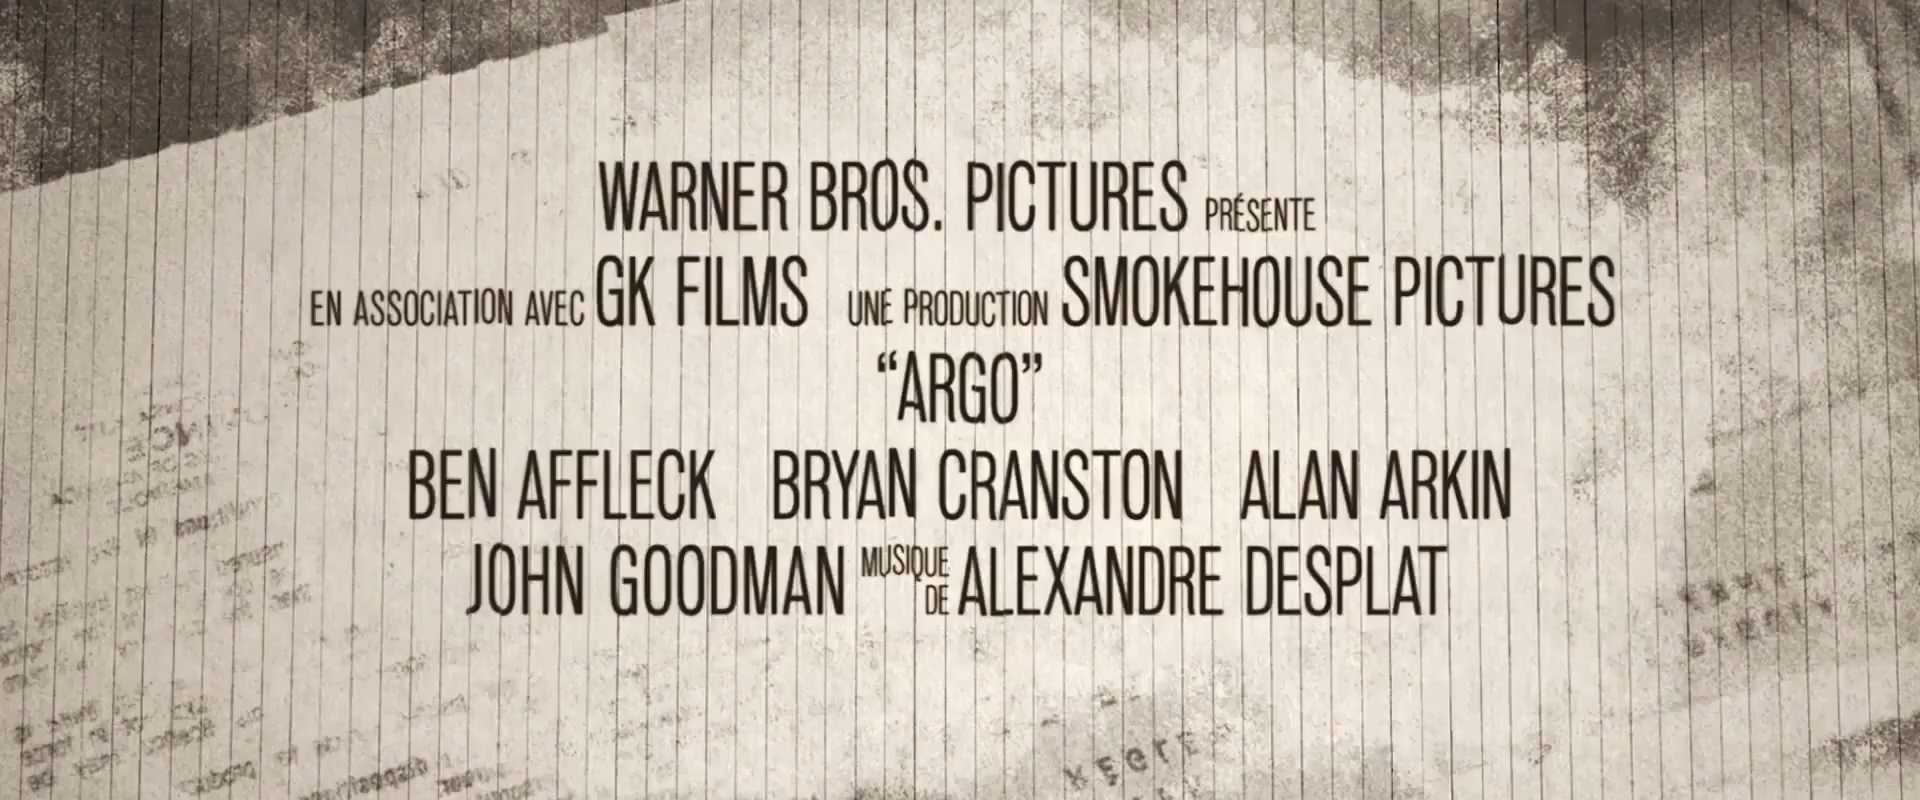 WARNER BROS. PICTURES PRÉSENTE
EN ASSOCIATION AVEC GK FILMS UNE PRODUCTION SMOKEHOUSE PICTURES
“ARGO”
BEN AFFLECK BRYAN CRANSTON ALAN ARKIN
JOHN GOODMAN MUSIQUE DE ALEXANDRE DESPLAT